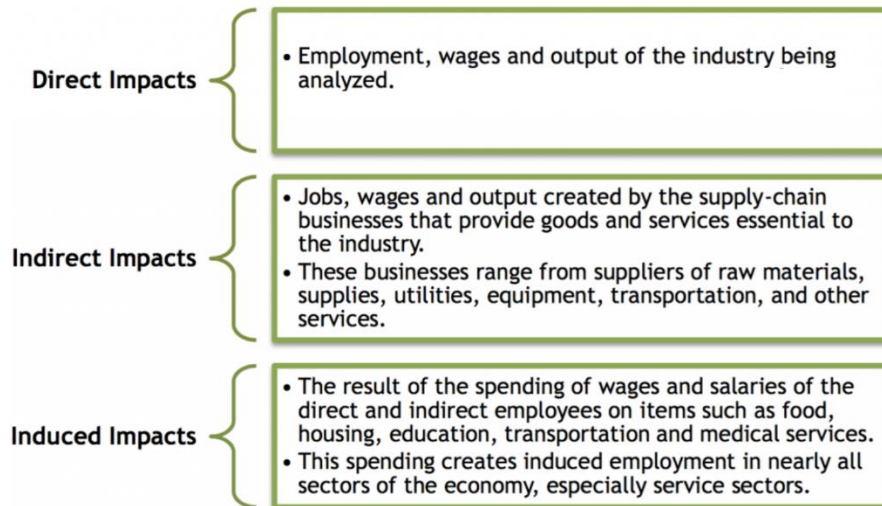 Direct Impacts
• Employment, wages and output of the industry being
analyzed.
Indirect Impacts
• Jobs, wages and output created by the supply-chain
businesses that provide goods and services essential to
the industry.
• These businesses range from suppliers of raw materials,
supplies, utilities, equipment, transportation, and other
services.
Induced Impacts
• The result of the spending of wages and salaries of the
direct and indirect employees on items such as food,
housing, education, transportation and medical services.
• This spending creates induced employment in nearly all
sectors of the economy, especially service sectors.